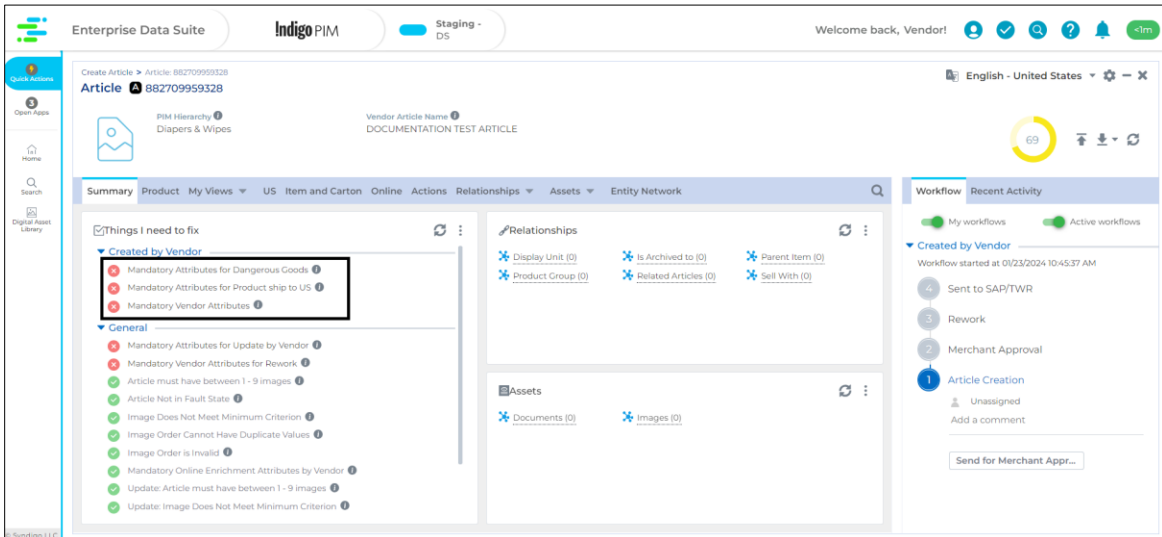 Enterprise Data Suite
!ndigo PIM
Staging -
DS
Welcome back, Vendor!
<1m
Quick Actions
3
Open Apps
Home
Search
Digital Asset
Library
© Syndigo LLC
Create Article > Article: 882709959328
Article A 882709959328
English - United States
PIM Hierarchy
Diapers & Wipes
Vendor Article Name
DOCUMENTATION TEST ARTICLE
69
Summary Product My Views US Item and Carton Online Actions Relationships Assets Entity Network
Things I need to fix
Created by Vendor
Mandatory Attributes for Dangerous Goods
Mandatory Attributes for Product ship to US
Mandatory Vendor Attributes
General
Mandatory Attributes for Update by Vendor
Mandatory Vendor Attributes for Rework
Article must have between 1 - 9 images
Article Not in Fault State
Image Does Not Meet Minimum Criterion
Image Order Cannot Have Duplicate Values
Image Order is Invalid
Mandatory Online Enrichment Attributes by Vendor
Update: Article must have between 1 - 9 images
Update: Image Does Not Meet Minimum Criterion
Relationships
Display Unit (0) Is Archived to (0) Parent Item (0)
Product Group (0) Related Articles (0) Sell With (0)
Assets
Documents (0) Images (0)
Workflow Recent Activity
My workflows Active workflows
Created by Vendor
Workflow started at 01/23/2024 10:45:37 AM
4 Sent to SAP/TWR
3 Rework
2 Merchant Approval
1 Article Creation
Unassigned
Add a comment
Send for Merchant Appr...